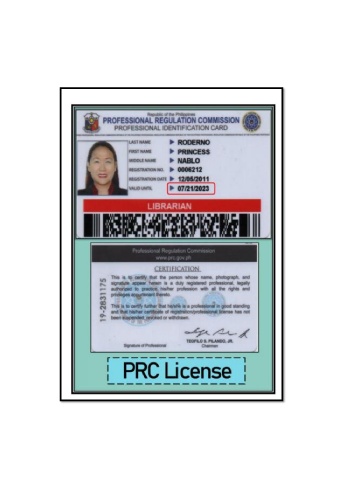 Republic of the Philippines
PROFESSIONAL REGULATION COMMISSION
PROFESSIONAL IDENTIFICATION CARD
LAST NAME RODERNO
FIRST NAME PRINCESS
MIDDLE NAME NABLO
REGISTRATION NO. 0006212
REGISTRATION DATE 12/05/2011
VALID UNTIL 07/21/2023
LIBRARIAN
Professional Regulation Commission
www.prc.gov.ph
CERTIFICATION
This is to certify that the person whose name, photograph, and
signature appear hereon is a duly registered professional, legally
authorized to practice his/her profession with all the rights and
privileges appurtenant thereto.
This is to certify further that he/she is a professional in good standing
and that his/her certificate of registration/professional license has not
been suspended, revoked or withdrawn.
19-2831175
TEOFILO S. PILANDO, JR.
Signature of Professional Chairman
PRC License